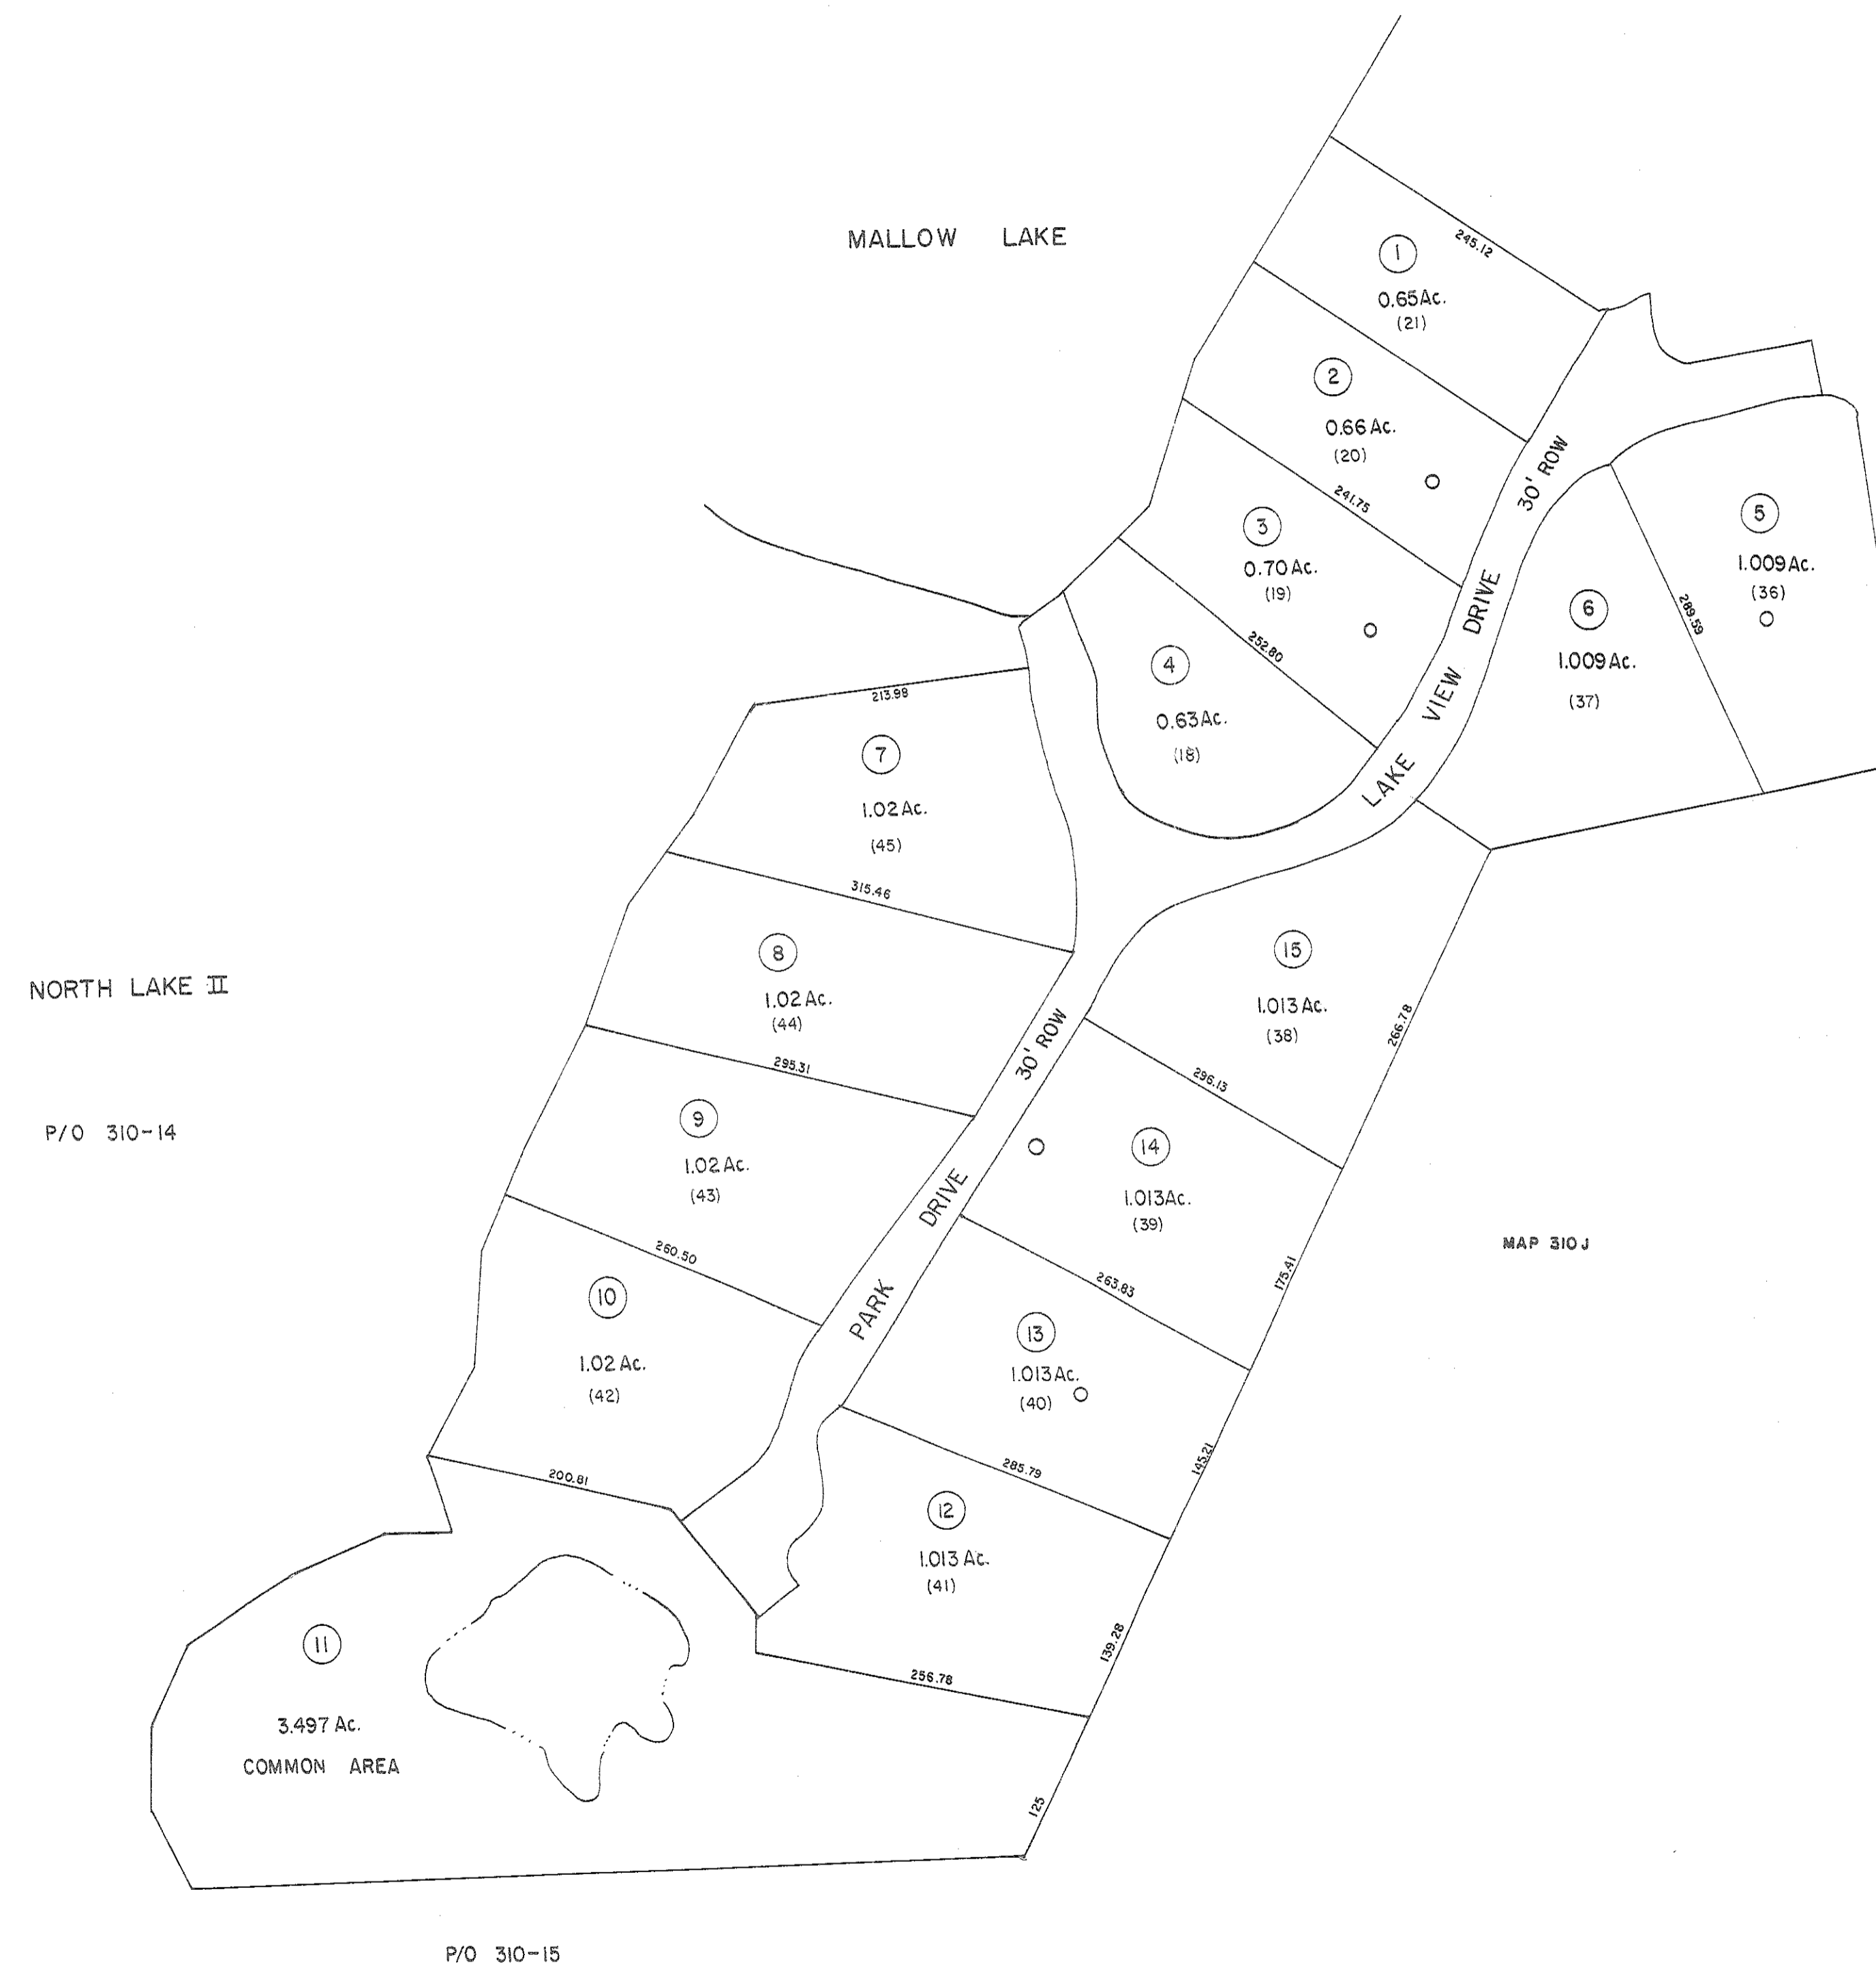 MALLOW LAKE
245.12
1
0.65 Ac.
(21)
2
0.66 Ac.
(20)
241.75
3
0.70 Ac.
(19)
252.80
4
0.63 Ac.
(18)
LAKE VIEW DRIVE 30' ROW
5
1.009 Ac.
(36)
289.59
6
1.009 Ac.
(37)
213.98
7
1.02 Ac.
(45)
315.46
8
1.02 Ac.
(44)
295.31
9
1.02 Ac.
(43)
260.50
10
1.02 Ac.
(42)
200.81
NORTH LAKE II
P/O 310-14
PARK DRIVE 30' ROW
15
1.013 Ac.
(38)
266.78
296.13
14
1.013 Ac.
(39)
175.41
263.83
13
1.013 Ac.
(40)
145.21
285.79
12
1.013 Ac.
(41)
139.28
256.78
MAP 310J
11
3.497 Ac.
COMMON AREA
125
P/O 310-15